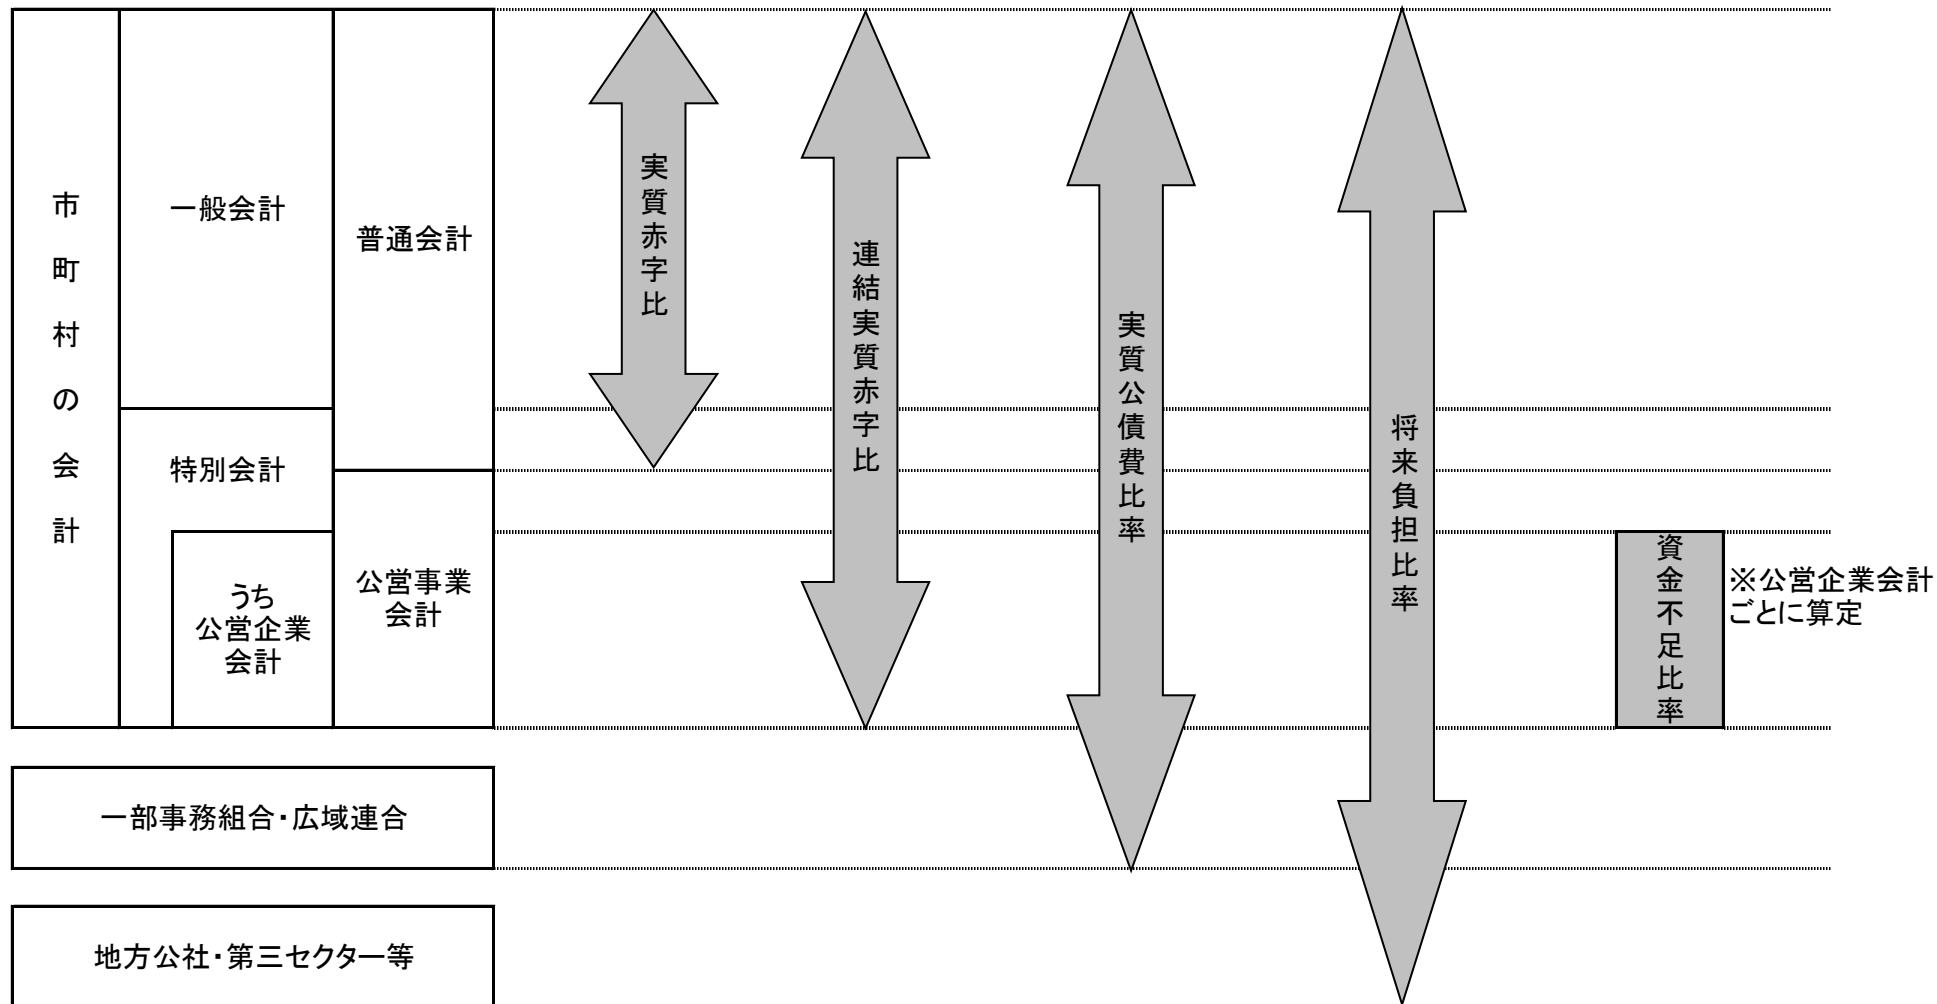 市町村の会計
一般会計
普通会計
特別会計
うち
公営企業
会計
公営事業
会計
実質赤字比
連結実質赤字比
実質公債費比率
将来負担比率
資金不足比率
※公営企業会計
ごとに算定
一部事務組合・広域連合
地方公社・第三セクター等